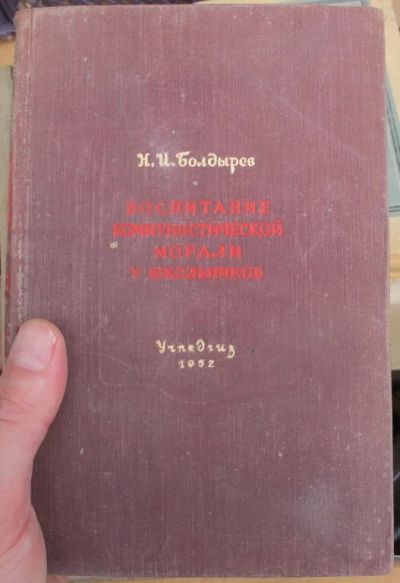 Н. И. Болдырев
ВОСПИТАНИЕ
КОММУНИСТИЧЕСКОЙ
МОРАЛИ
У ШКОЛЬНИКОВ
Учпедгиз
1952